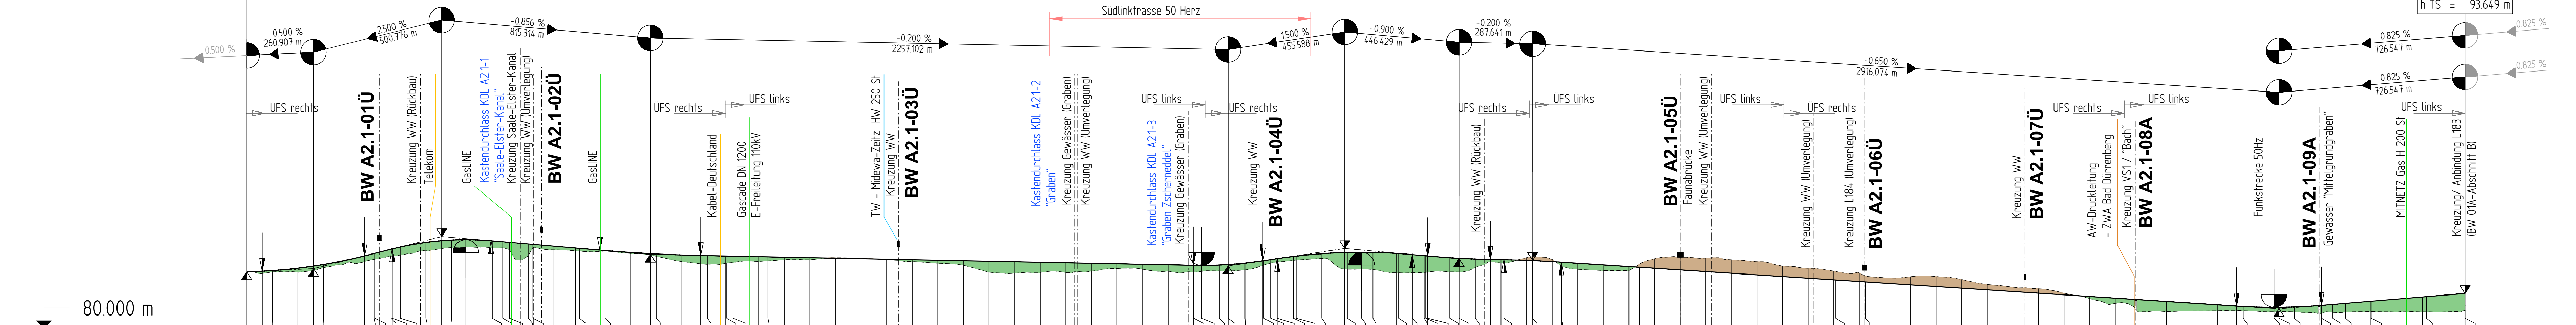 0.500 %
0.500 %
260.907 m
2.500 %
500.776 m
-0.856 %
815.314 m
-0.200 %
2257.102 m
Südlinktrasse 50 Herz
1.500 %
455.588 m
-0.900 %
446.429 m
-0.200 %
287.641 m
-0.650 %
2916.074 m
h TS = 93.649 m
0.825 %
726.547 m
0.825 %
0.825 %
726.547 m
0.825 %
ÜFS rechts
BW A2.1-01Ü
Kreuzung WW (Rückbau)
Telekom
GasLINE
Kastendurchlass KDL A2.1-1
"Saale-Elster-Kanal"
Kreuzung Saale-Elster-Kanal
Kreuzung WW (Umverlegung)
BW A2.1-02Ü
GasLINE
ÜFS rechts
ÜFS links
Kabel-Deutschland
Gascade DN 1200
E-Freileitung 110kV
TW - Midewa-Zeitz HW 250 St
Kreuzung WW
BW A2.1-03Ü
Kastendurchlass KDL A2.1-2
"Graben"
Kreuzung Gewässer (Graben)
Kreuzung WW (Umverlegung)
ÜFS links
ÜFS rechts
Kastendurchlass KDL A2.1-3
"Graben Zscherneddel"
Kreuzung Gewässer (Graben)
Kreuzung WW
BW A2.1-04Ü
ÜFS rechts
ÜFS links
Kreuzung WW (Rückbau)
BW A2.1-05Ü
Faunabrücke
Kreuzung WW (Umverlegung)
ÜFS links
ÜFS rechts
Kreuzung WW (Umverlegung)
Kreuzung L184 (Umverlegung)
BW A2.1-06Ü
Kreuzung WW
BW A2.1-07Ü
ÜFS rechts
ÜFS links
AW-Druckleitung
- ZWA Bad Dürrenberg
Kreuzung VS1 / "Bach"
BW A2.1-08A
Funkstrecke 50Hz
BW A2.1-09A
Gewässer "Mittelgrundgraben"
ÜFS links
MITNETZ Gas H 200 St
Kreuzung/ Anbindung L183
(BW 01A-Abschnitt B)
80.000 m